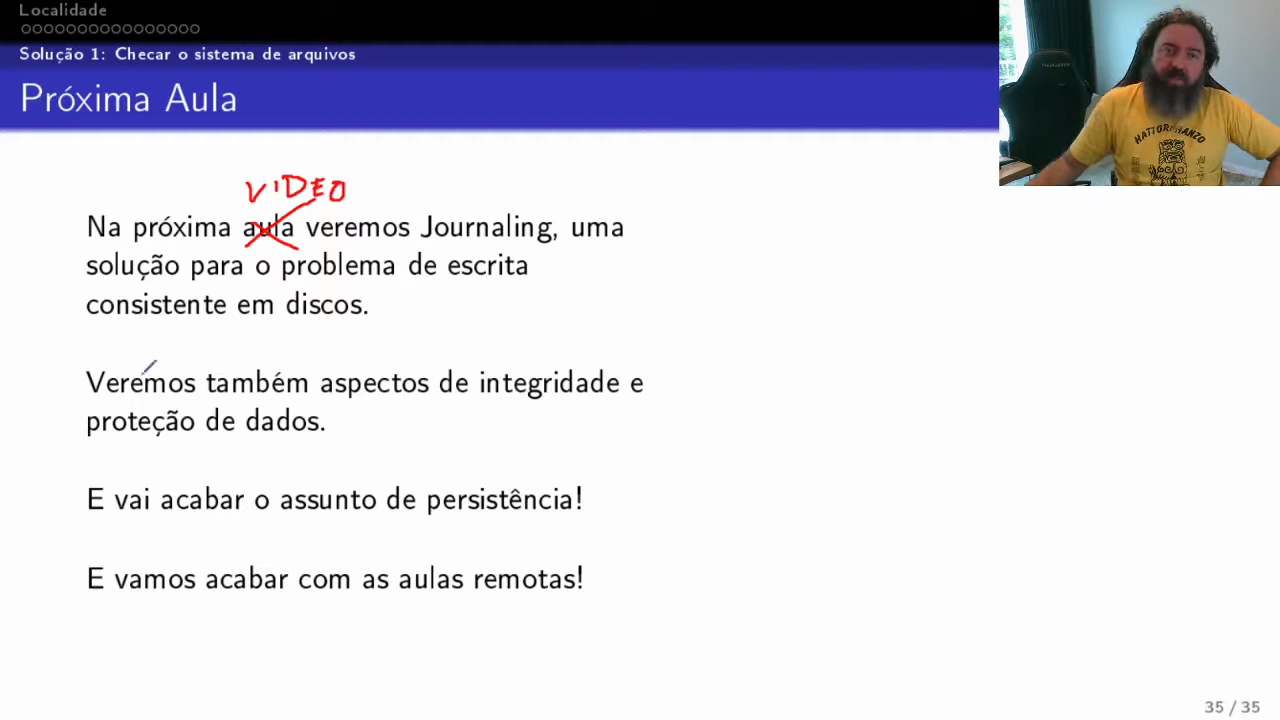 Localidade
Solução 1: Checar o sistema de arquivos
Próxima Aula
VIDEO
Na próxima aula veremos Journaling, uma
solução para o problema de escrita
consistente em discos.
Veremos também aspectos de integridade e
proteção de dados.
E vai acabar o assunto de persistência!
E vamos acabar com as aulas remotas!
HATTORI HANZO
35 / 35